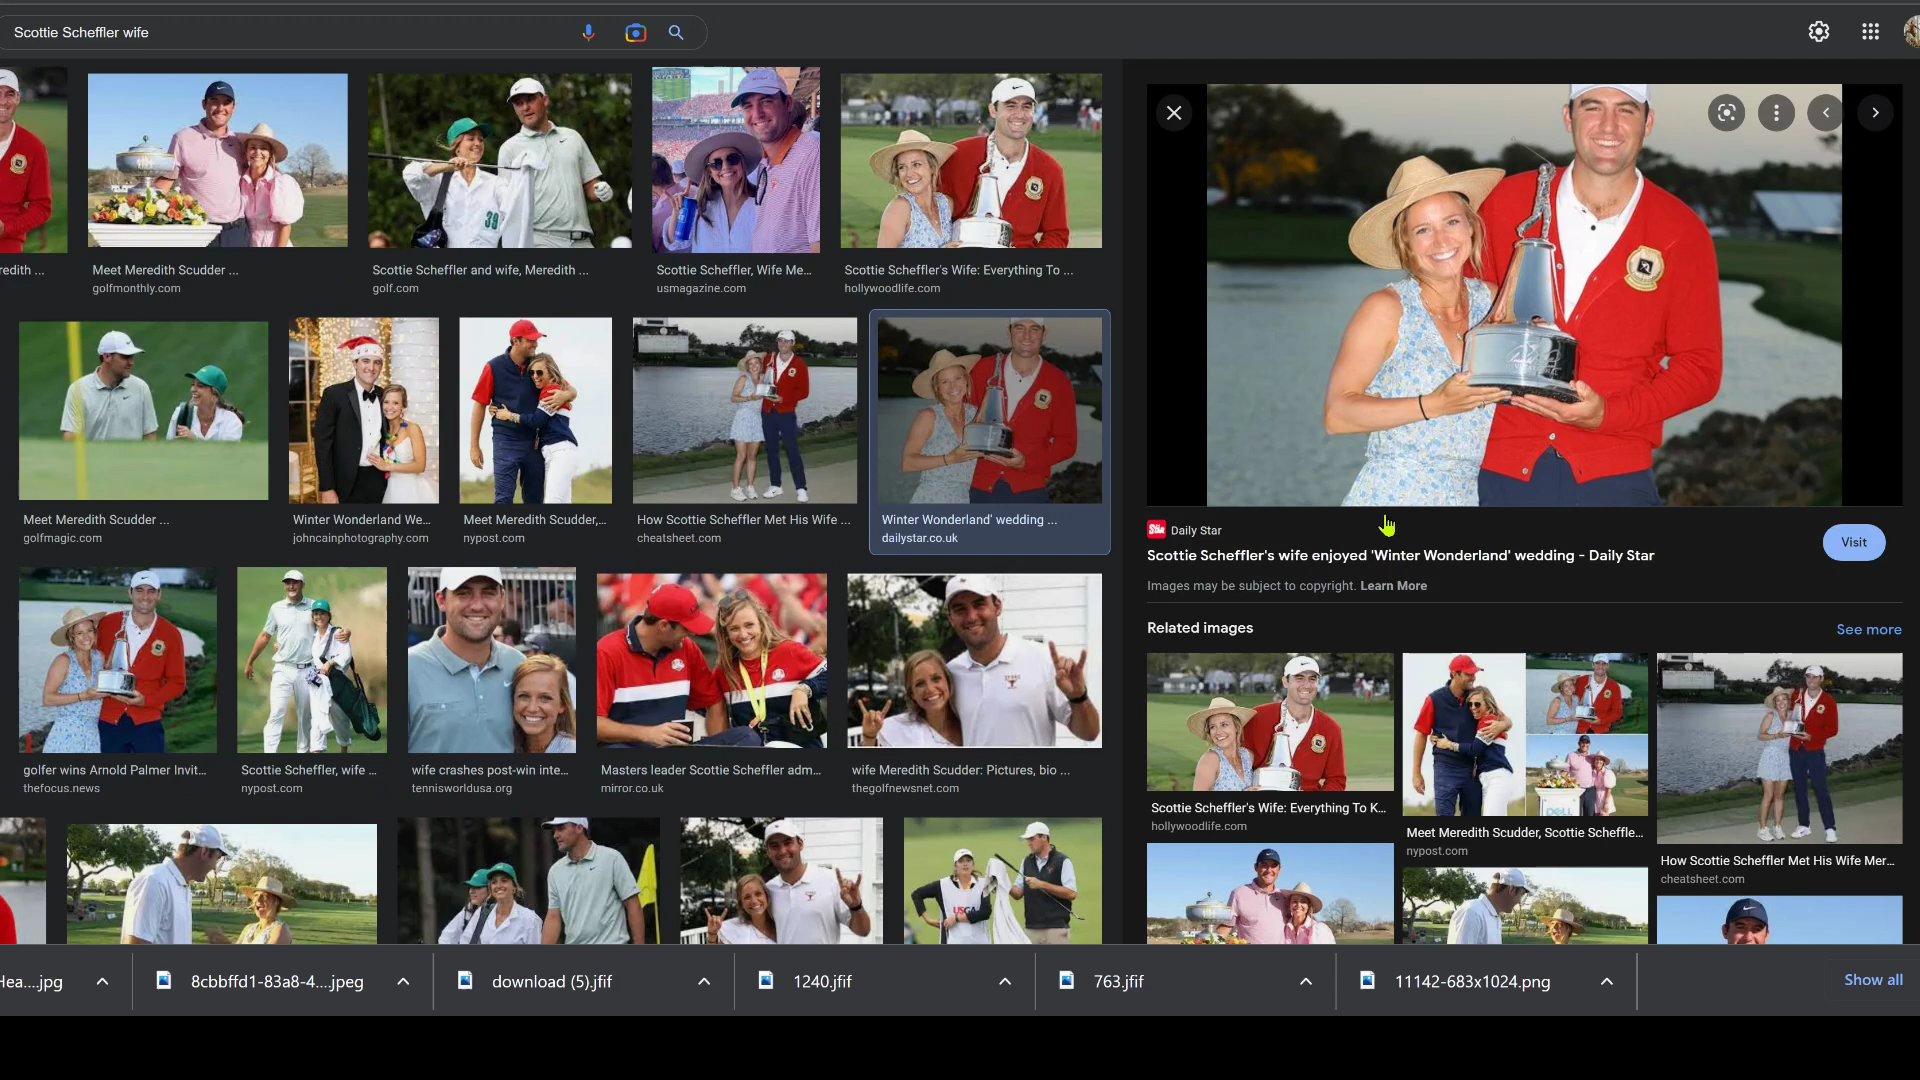 Scottie Scheffler wife
redith ...
Meet Meredith Scudder ...
golfmonthly.com
Scottie Scheffler and wife, Meredith ...
golf.com
Scottie Scheffler, Wife Me...
usmagazine.com
Scottie Scheffler's Wife: Everything To ...
hollywoodlife.com
39
Meet Meredith Scudder ...
golfmagic.com
Winter Wonderland We...
johncainphotography.com
Meet Meredith Scudder,...
nypost.com
How Scottie Scheffler Met His Wife ...
cheatsheet.com
Winter Wonderland' wedding ...
dailystar.co.uk
golfer wins Arnold Palmer Invit...
thefocus.news
Scottie Scheffler, wife ...
nypost.com
wife crashes post-win inte...
tennisworldusa.org
Masters leader Scottie Scheffler adm...
mirror.co.uk
wife Meredith Scudder: Pictures, bio ...
thegolfnewsnet.com
USGA
Star
Daily Star
Visit
Scottie Scheffler's wife enjoyed 'Winter Wonderland' wedding - Daily Star
Images may be subject to copyright. Learn More
Related images
See more
Scottie Scheffler's Wife: Everything To K...
hollywoodlife.com
DELL
Meet Meredith Scudder, Scottie Scheffle...
nypost.com
How Scottie Scheffler Met His Wife Mer...
cheatsheet.com
Hea....jpg
8cbbffd1-83a8-4....jpeg
download (5).jfif
1240.jfif
763.jfif
11142-683x1024.png
Show all